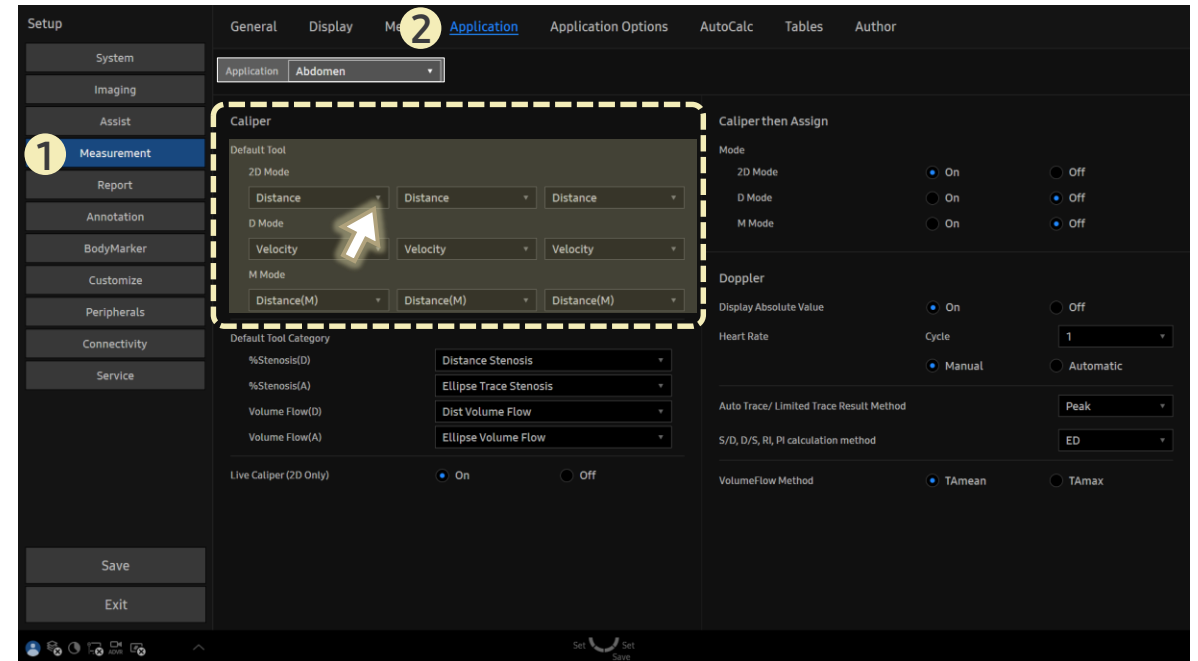 Setup
General Display Me 2 Application Application Options AutoCalc Tables Author
System
Imaging
Assist
1 Measurement
Report
Annotation
BodyMarker
Customize
Peripherals
Connectivity
Service
Save
Exit
Application Abdomen
Caliper
Default Tool
2D Mode
Distance Distance Distance
D Mode
Velocity Velocity Velocity
M Mode
Distance(M) Distance(M) Distance(M)
Default Tool Category
%Stenosis(D) Distance Stenosis
%Stenosis(A) Ellipse Trace Stenosis
Volume Flow(D) Dist Volume Flow
Volume Flow(A) Ellipse Volume Flow
Live Caliper (2D Only) On Off
Caliper then Assign
Mode
2D Mode On Off
D Mode On Off
M Mode On Off
Doppler
Display Absolute Value On Off
Heart Rate Cycle 1
Manual Automatic
Auto Trace/ Limited Trace Result Method Peak
S/D, D/S, RI, PI calculation method ED
VolumeFlow Method TAmean TAmax
Set Set
Save